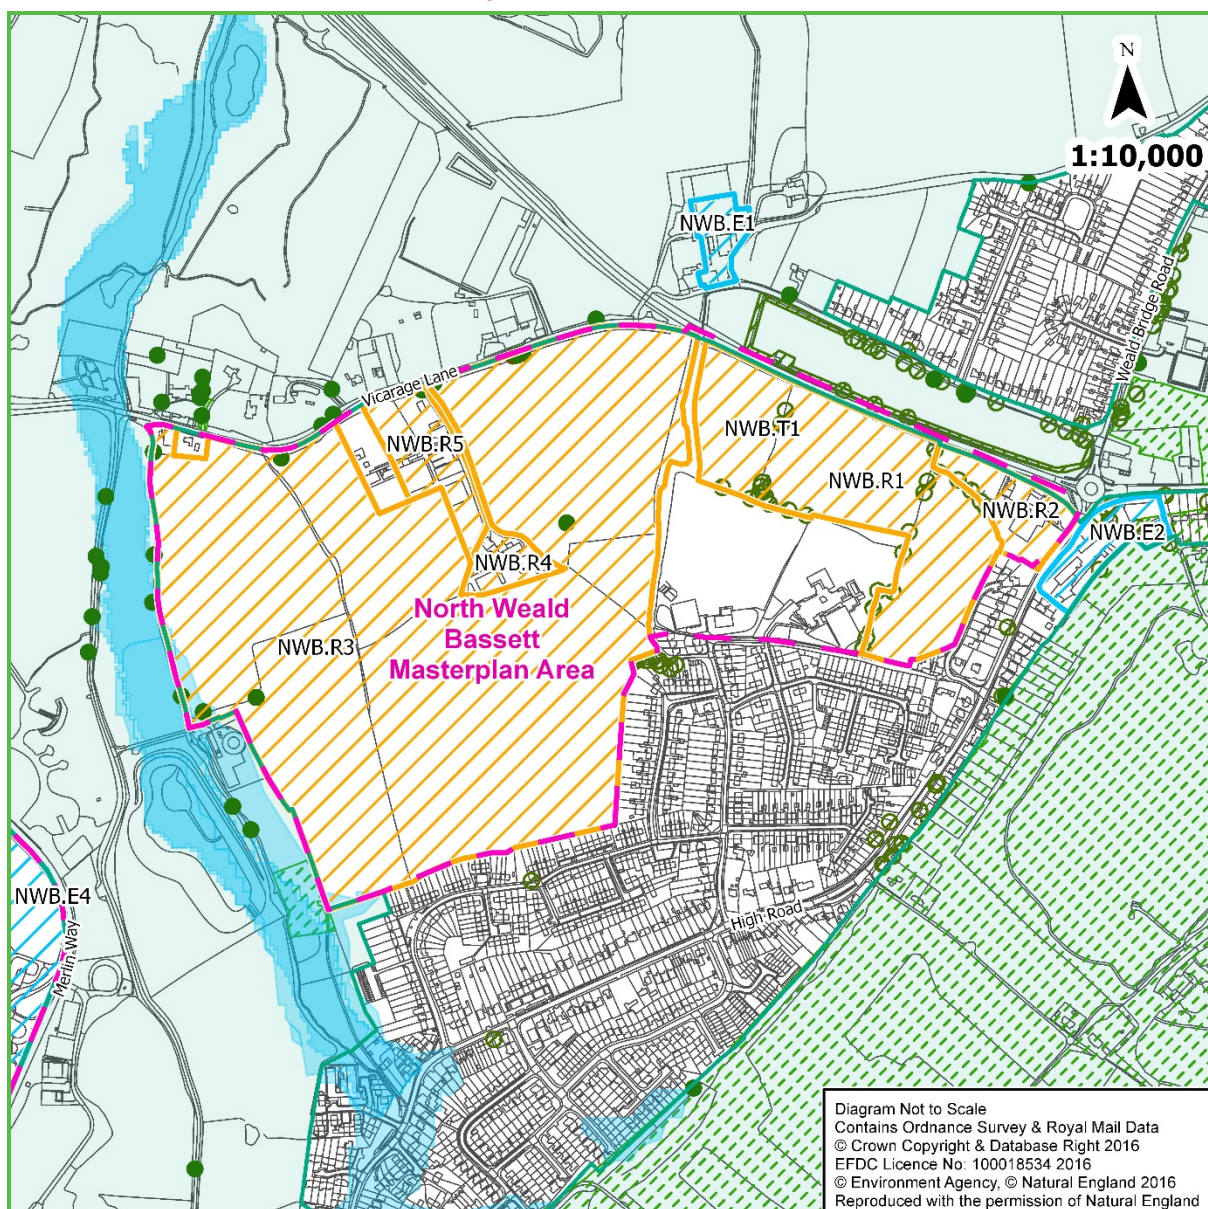 N
1:10,000
NWB.E1
Weald Bridge Road
Vicarage Lane
NWB.R5
NWB.T1
NWB.R1
NWB.R2
NWB.E2
NWB.R4
North Weald
Bassett
Masterplan Area
NWB.R3
NWB.E4
Merlin Way
High Road
Diagram Not to Scale
Contains Ordnance Survey & Royal Mail Data
© Crown Copyright & Database Right 2016
EFDC Licence No: 100018534 2016
© Environment Agency, © Natural England 2016
Reproduced with the permission of Natural England